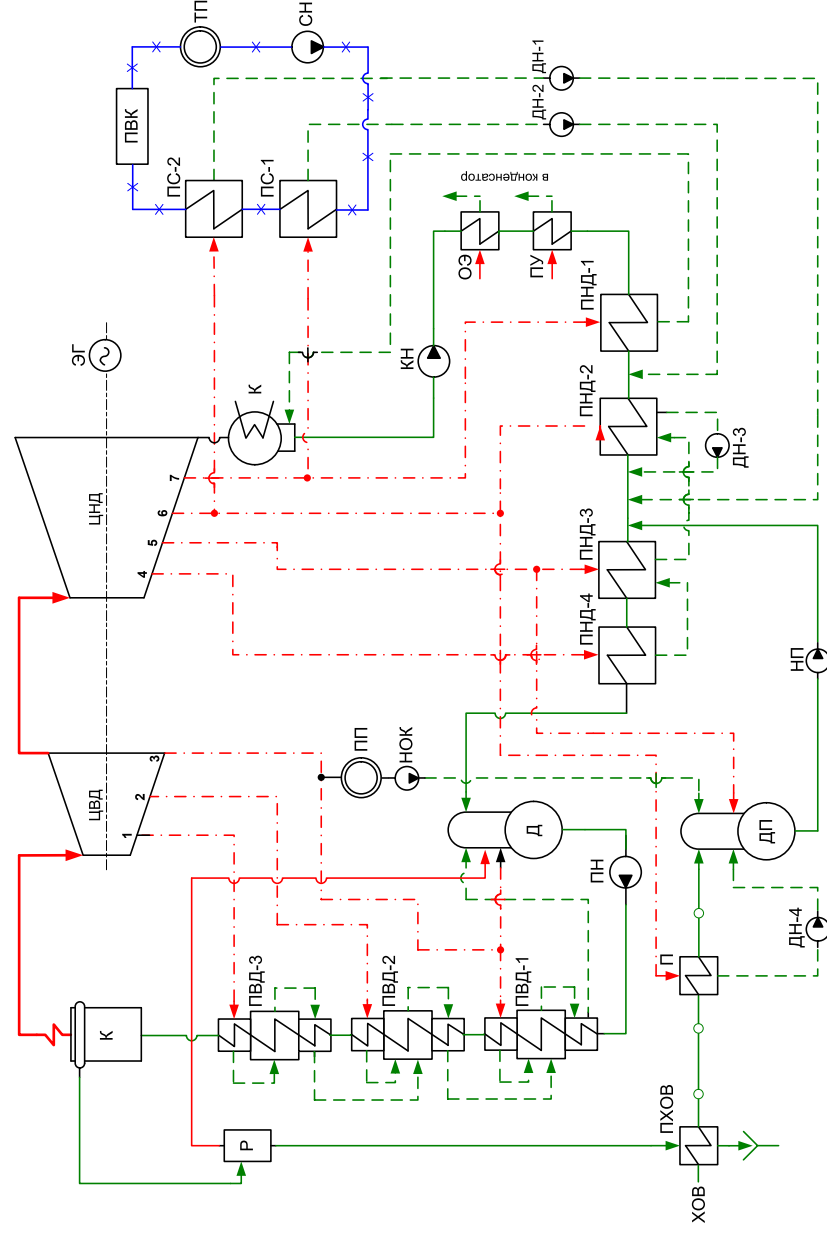 ТП
СН
ПВК
ПС-2
ПС-1
ДН-1
ДН-2
в конденсатор
ОЭ
ПУ
ЭГ
К
КН
ПНД-1
ПНД-2
ДН-3
ЦНД
7
6
5
4
ПНД-3
ПНД-4
НП
ЦВД
3
2
1
ПП
НОК
Д
ДП
ПН
ДН-4
П
К
ПВД-3
ПВД-2
ПВД-1
Р
ПХОВ
ХОВ